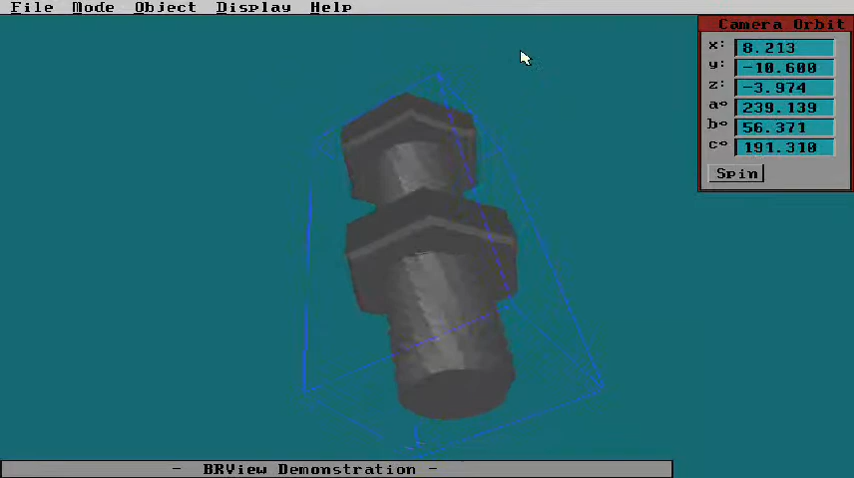 File Mode Object Display Help
Camera Orbit
x: 8.213
y: -10.600
z: -3.974
a° 239.139
b° 56.371
c° 191.310
Spin
- BRView Demonstration -